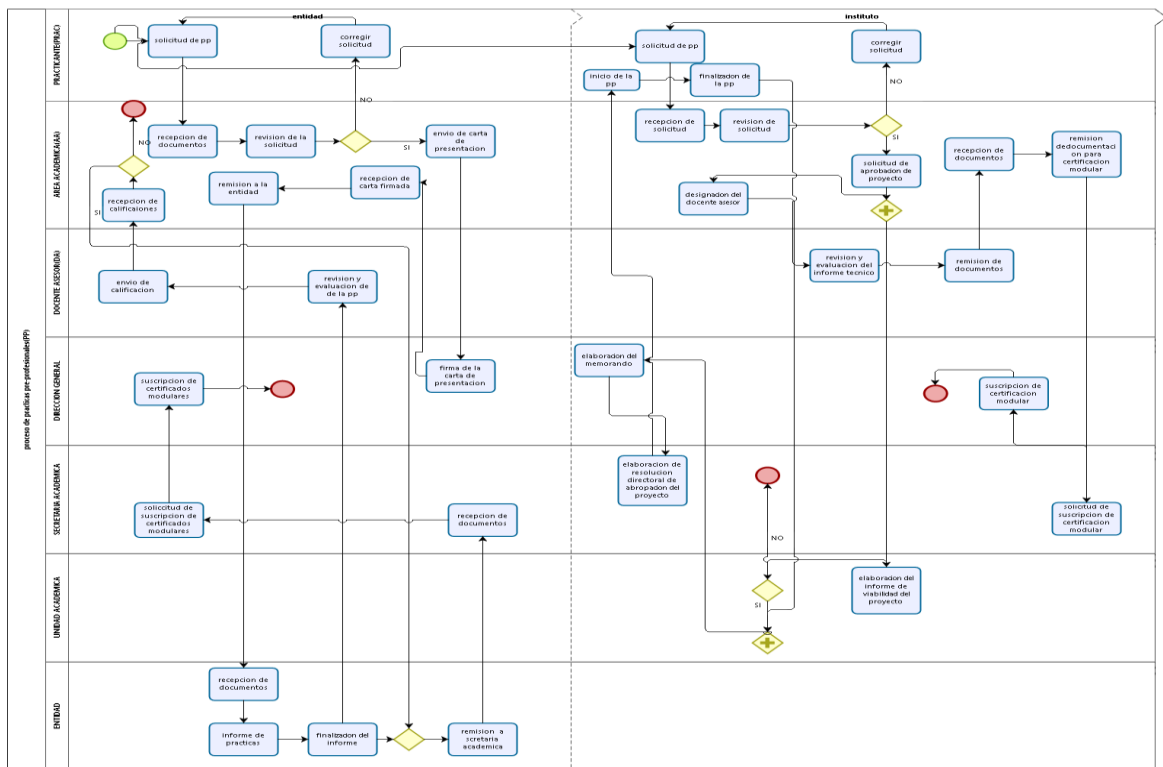 proceso de practicas pre-profesionales(PP)
entidad
instituto
PRACTICANTE(PRAC)
solicitud de pp
corregir
solicitud
solicitud de pp
corregir
solicitud
inicio de la
pp
finalizacion de
la pp
NO
NO
AREA ACADEMICA(AA)
NO
recepcion de
documentos
revision de la
solicitud
SI
envio de carta
de
presentacion
recepcion de
solicitud
revision de
solicitud
SI
solicitud de
aprobacion de
proyecto
recepcion de
documentos
remision
dedocumentac
ion para
certificacion
modular
remision a la
entidad
recepcion de
carta firmada
designacion del
docente asesor
recepcion de
calificaiones
SI
DOCENTE ASESOR(DA)
envio de
calificacion
revision y
evaluacion de
de la pp
revision y
evaluacion del
informe tecnico
remision de
documentos
DIRECCION GENERAL
suscripcion de
certificados
modulares
firma de la
carta de
presentacion
elaboracion del
memorando
suscripcion de
certificacion
modular
SECRETARIA ACADEMICA
solicitud de
suscripcion de
certificados
modulares
recepcion de
documentos
elaboracion de
resolucion
directoral de
abropacion del
proyecto
solicitud de
suscripcion de
certificacion
modular
NO
UNIDAD ACADEMICA
SI
elaboracion del
informe de
viabilidad del
proyecto
ENTIDAD
recepcion de
documentos
informe de
practicas
finalizacion del
informe
remision a
scretaria
academica